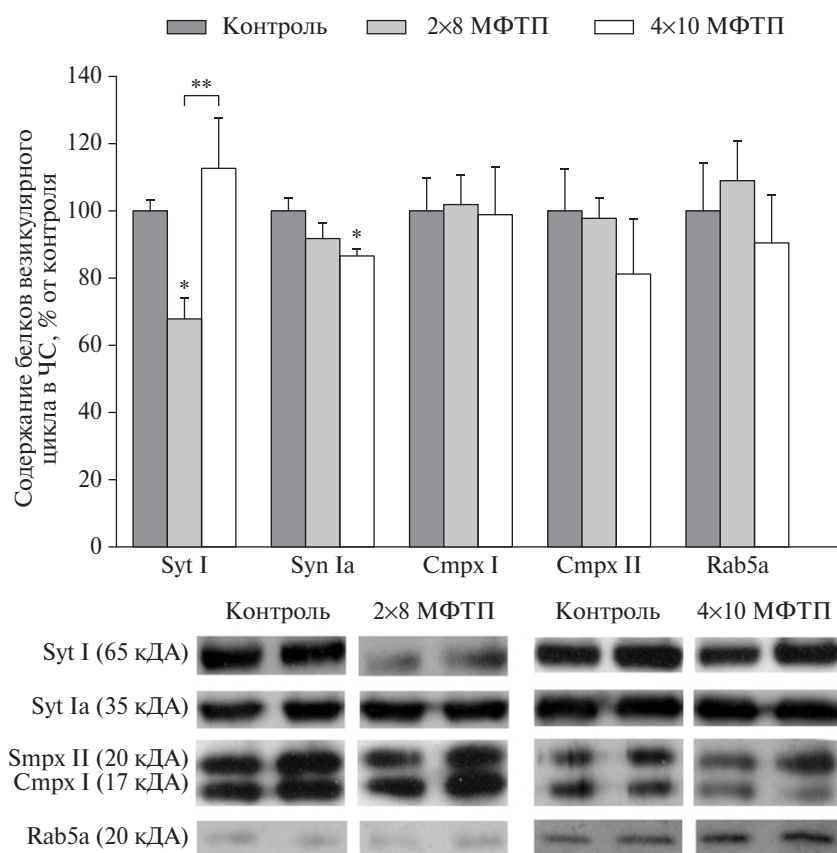 Контроль 2×8 МФТП 4×10 МФТП
Содержание белков везикулярного
цикла в ЧС, % от контроля
140
120
100
80
60
40
20
0
**
*
*
Syt I Syn Ia Cmpx I Cmpx II Rab5a
Контроль 2×8 МФТП Контроль 4×10 МФТП
Syt I (65 кДА)
Syt Ia (35 кДА)
Smpx II (20 кДА)
Cmpx I (17 кДА)
Rab5a (20 кДА)